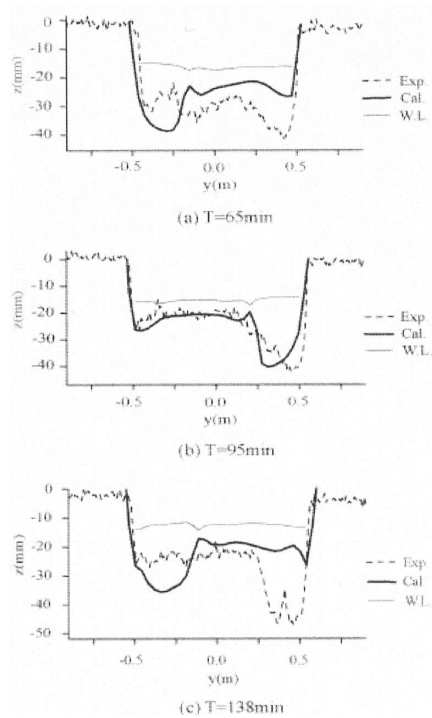 0
-10
-20
-30
-40
z(mm)
Exp.
Cal.
W.L.
-0.5 0.0 0.5
y(m)
(a) T=65min
0
-10
-20
-30
-40
z(mm)
Exp.
Cal.
W.L.
-0.5 0.0 0.5
y(m)
(b) T=95min
0
-10
-20
-30
-40
-50
z(mm)
Exp.
Cal.
W.L.
-0.5 0.0 0.5
y(m)
(c) T=138min